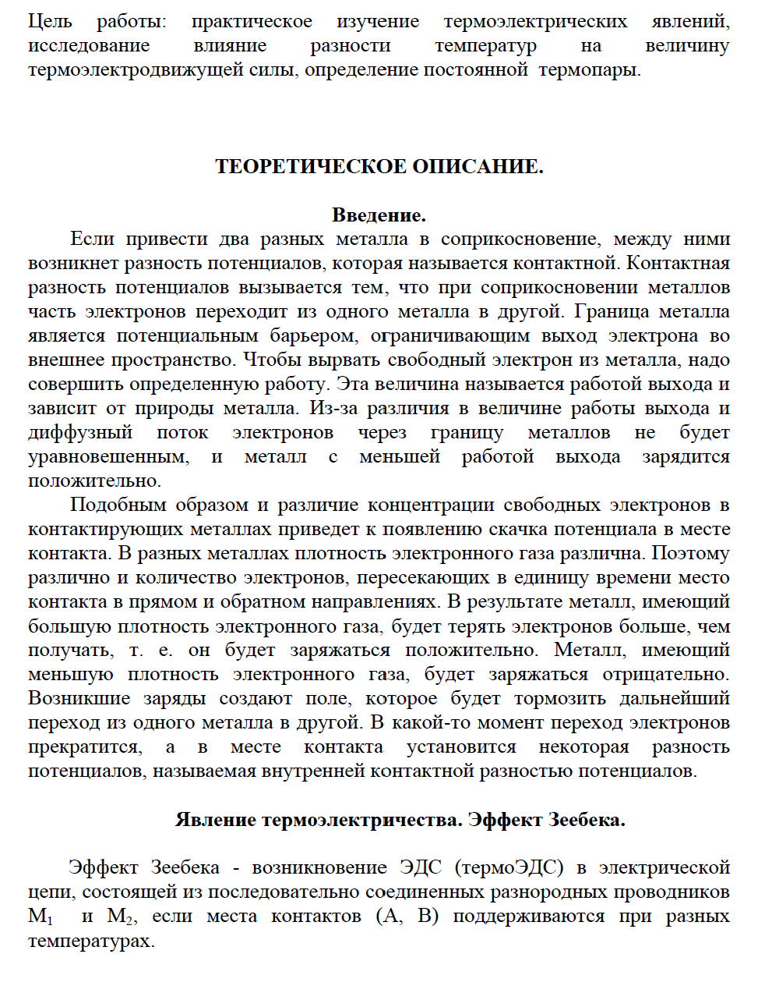 Цель работы: практическое изучение термоэлектрических явлений,
исследование влияние разности температур на величину
термоэлектродвижущей силы, определение постоянной термопары.
ТЕОРЕТИЧЕСКОЕ ОПИСАНИЕ.
Введение.
Если привести два разных металла в соприкосновение, между ними
возникнет разность потенциалов, которая называется контактной. Контактная
разность потенциалов вызывается тем, что при соприкосновении металлов
часть электронов переходит из одного металла в другой. Граница металла
является потенциальным барьером, ограничивающим выход электрона во
внешнее пространство. Чтобы вырвать свободный электрон из металла, надо
совершить определенную работу. Эта величина называется работой выхода и
зависит от природы металла. Из-за различия в величине работы выхода и
диффузный поток электронов через границу металлов не будет
уравновешенным, и металл с меньшей работой выхода зарядится
положительно.
Подобным образом и различие концентрации свободных электронов в
контактирующих металлах приведет к появлению скачка потенциала в месте
контакта. В разных металлах плотность электронного газа различна. Поэтому
различно и количество электронов, пересекающих в единицу времени место
контакта в прямом и обратном направлениях. В результате металл, имеющий
большую плотность электронного газа, будет терять электронов больше, чем
получать, т. е. он будет заряжаться положительно. Металл, имеющий
меньшую плотность электронного газа, будет заряжаться отрицательно.
Возникшие заряды создают поле, которое будет тормозить дальнейший
переход из одного металла в другой. В какой-то момент переход электронов
прекратится, а в месте контакта установится некоторая разность
потенциалов, называемая внутренней контактной разностью потенциалов.
Явление термоэлектричества. Эффект Зеебека.
Эффект Зеебека - возникновение ЭДС (термоЭДС) в электрической
цепи, состоящей из последовательно соединенных разнородных проводников
М₁ и М₂, если места контактов (А, В) поддерживаются при разных
температурах.